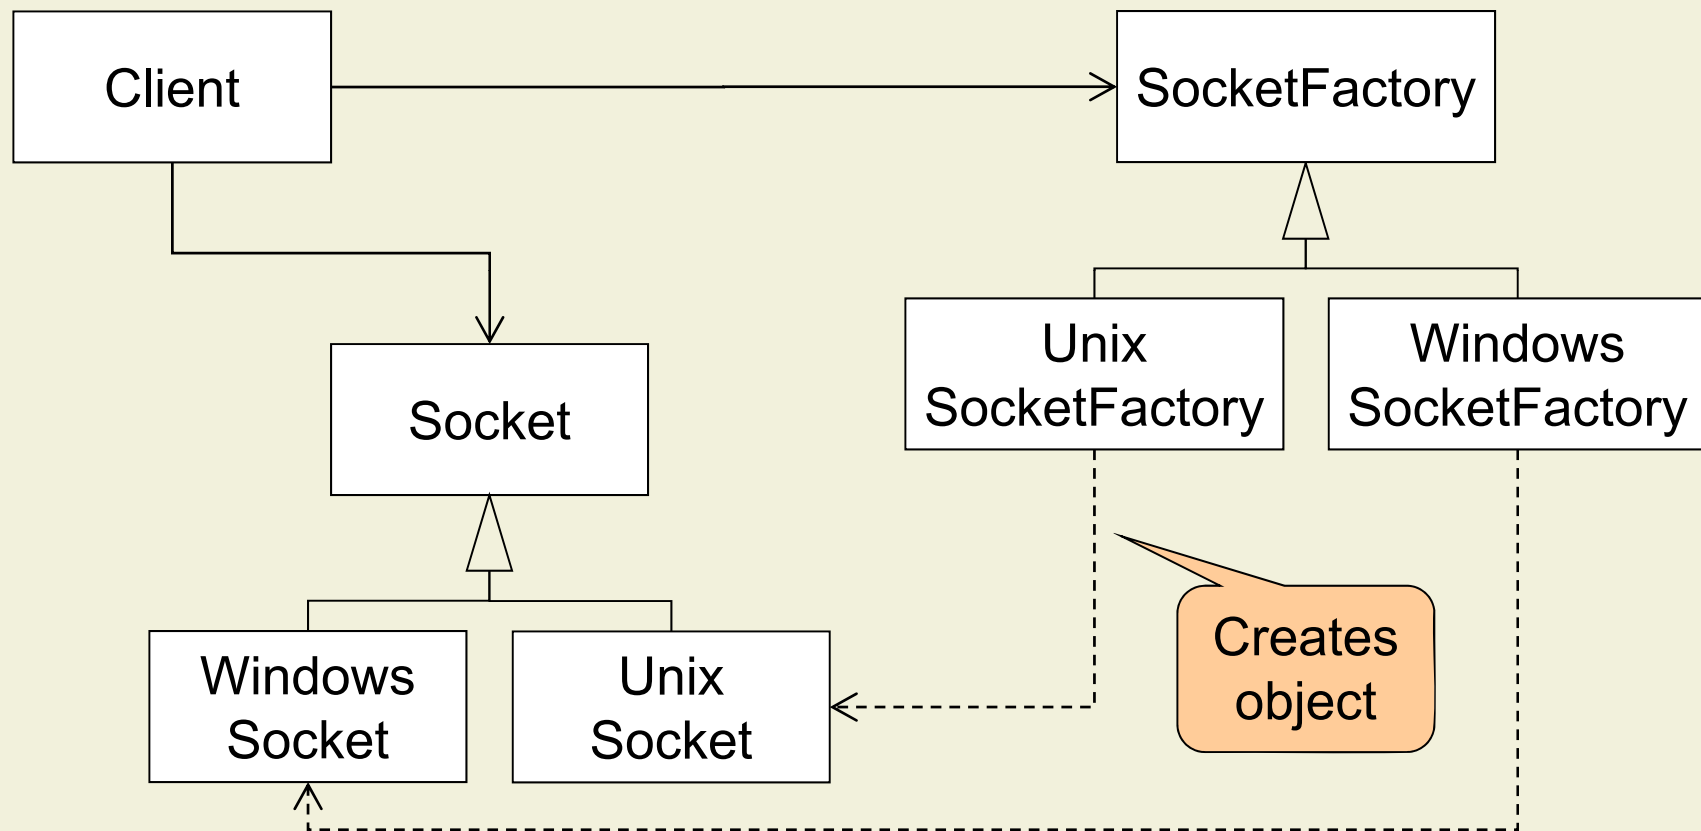 Client
SocketFactory
Unix
SocketFactory
Windows
SocketFactory
Socket
Creates
object
Windows
Socket
Unix
Socket